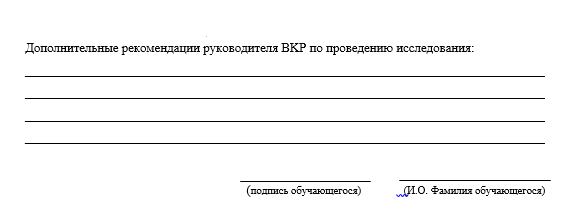 Дополнительные рекомендации руководителя ВКР по проведению исследования:
(подпись обучающегося) (И.О. Фамилия обучающегося)